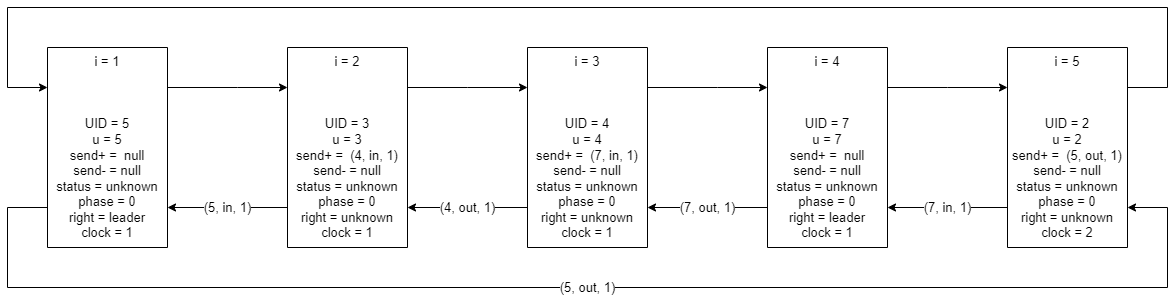 i = 1
UID = 5
u = 5
send+ =  null
send- = null
status = unknown
phase = 0
right = leader
clock = 1
i = 2
UID = 3
u = 3
send+ =  (4, in, 1)
send- = null
status = unknown
phase = 0
right = unknown
clock = 1
i = 3
UID = 4
u = 4
send+ =  (7, in, 1)
send- = null
status = unknown
phase = 0
right = unknown
clock = 1
i = 4
UID = 7
u = 7
send+ =  null
send- = null
status = unknown
phase = 0
right = leader
clock = 1
i = 5
UID = 2
u = 2
send+ =  (5, out, 1)
send- = null
status = unknown
phase = 0
right = unknown
clock = 2
(5, in, 1)
(4, out, 1)
(7, out, 1)
(7, in, 1)
(5, out, 1)